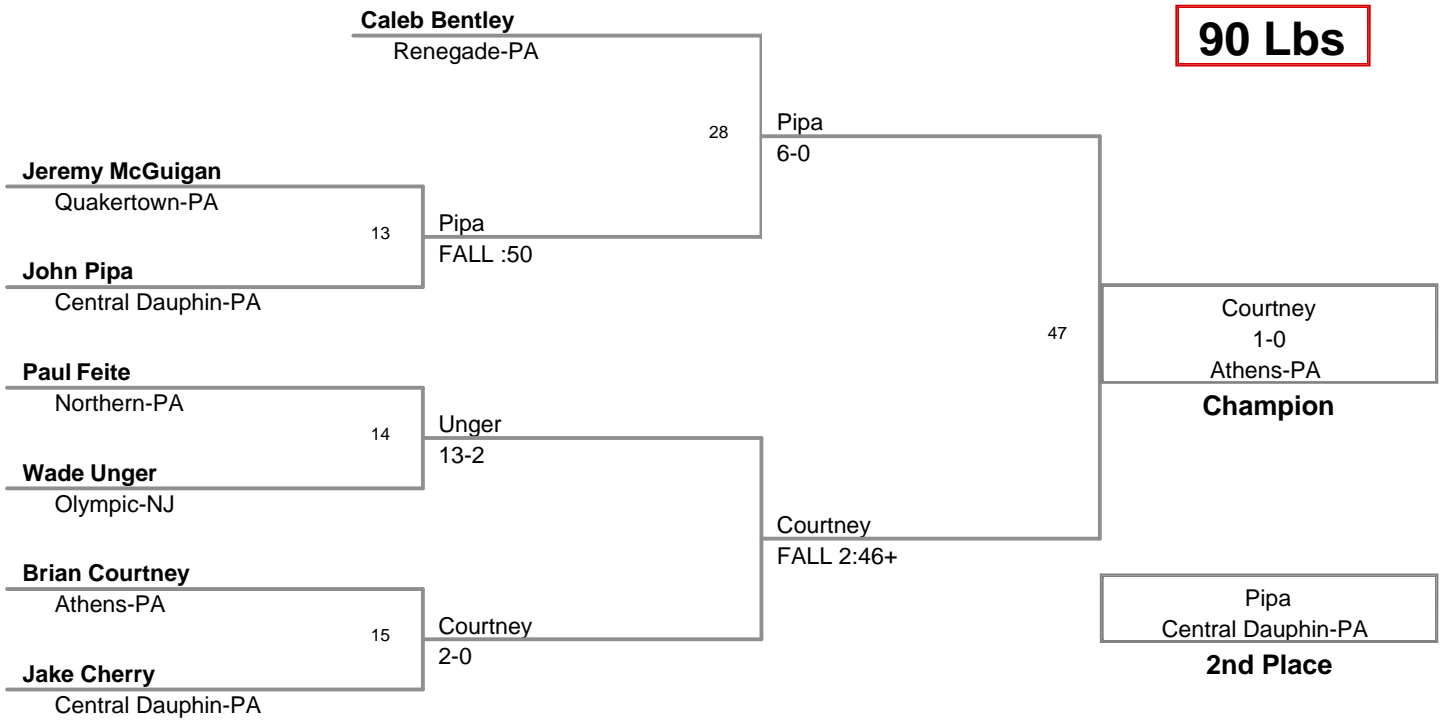 Caleb Bentley
Renegade-PA
90 Lbs
28
Pipa
6-0
Jeremy McGuigan
Quakertown-PA
13
Pipa
FALL :50
John Pipa
Central Dauphin-PA
47
Courtney
1-0
Athens-PA
Champion
Paul Feite
Northern-PA
14
Unger
13-2
Wade Unger
Olympic-NJ
Courtney
FALL 2:46+
Brian Courtney
Athens-PA
15
Courtney
2-0
Jake Cherry
Central Dauphin-PA
Pipa
Central Dauphin-PA
2nd Place